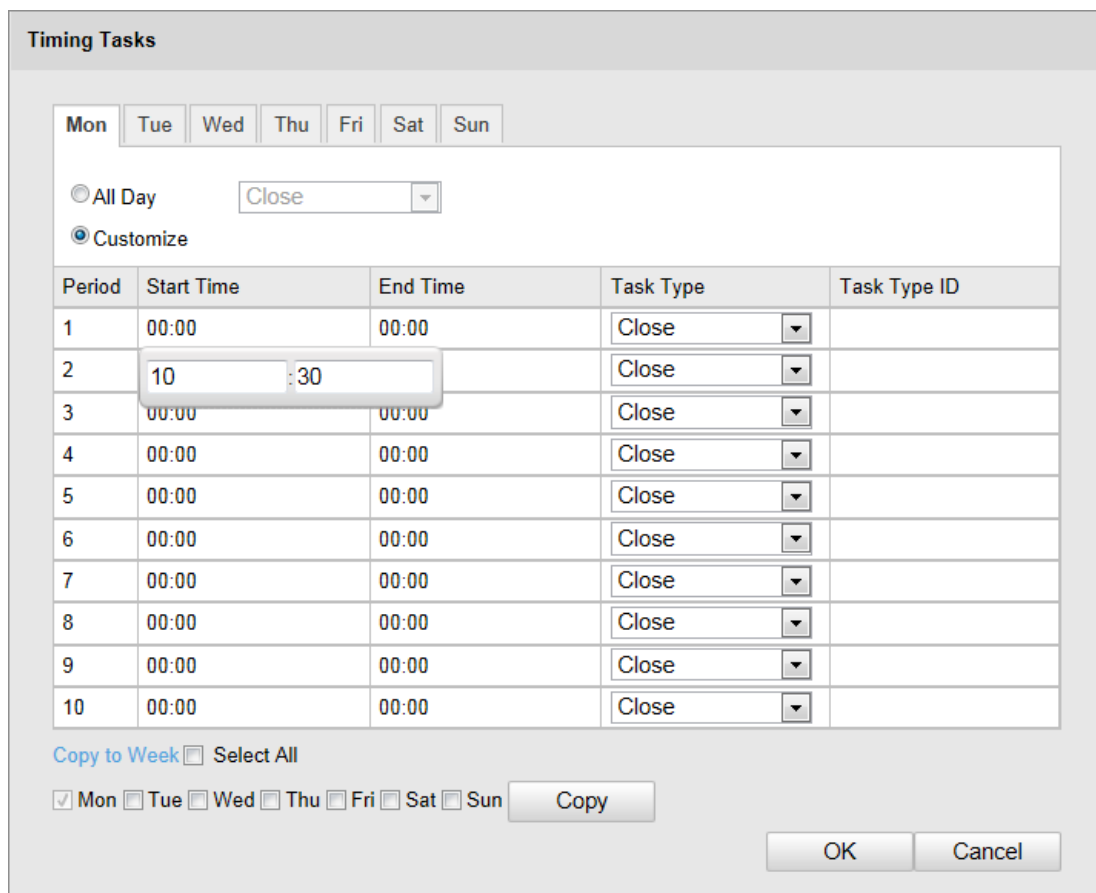 Timing Tasks
Mon Tue Wed Thu Fri Sat Sun
All Day Close
Customize
Period Start Time End Time Task Type Task Type ID
1 00:00 00:00 Close
2 10 :30 Close
3 00:00 00:00 Close
4 00:00 00:00 Close
5 00:00 00:00 Close
6 00:00 00:00 Close
7 00:00 00:00 Close
8 00:00 00:00 Close
9 00:00 00:00 Close
10 00:00 00:00 Close
Copy to Week Select All
Mon Tue Wed Thu Fri Sat Sun Copy
OK Cancel